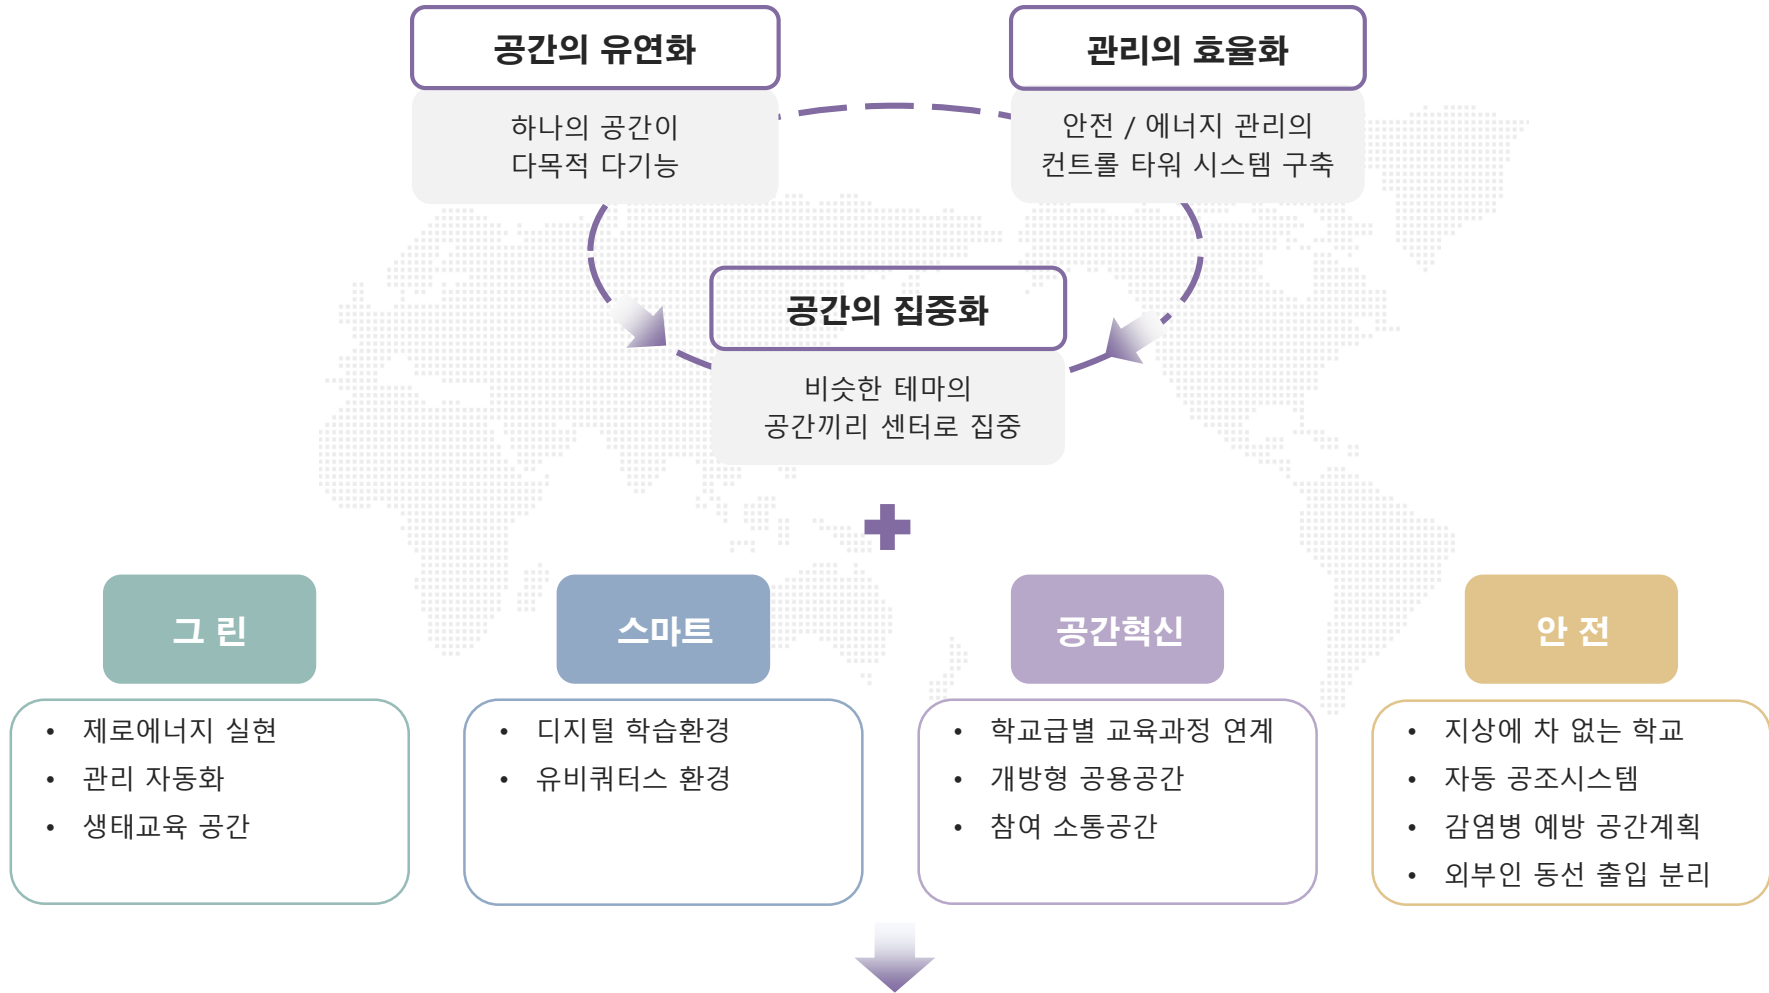 공간의 유연화
하나의 공간이
다목적 다기능
관리의 효율화
안전 / 에너지 관리의
컨트롤 타워 시스템 구축
공간의 집중화
비슷한 테마의
공간끼리 센터로 집중
그 린
• 제로에너지 실현
• 관리 자동화
• 생태교육 공간
스마트
• 디지털 학습환경
• 유비쿼터스 환경
공간혁신
• 학교급별 교육과정 연계
• 개방형 공용공간
• 참여 소통공간
안 전
• 지상에 차 없는 학교
• 자동 공조시스템
• 감염병 예방 공간계획
• 외부인 동선 출입 분리